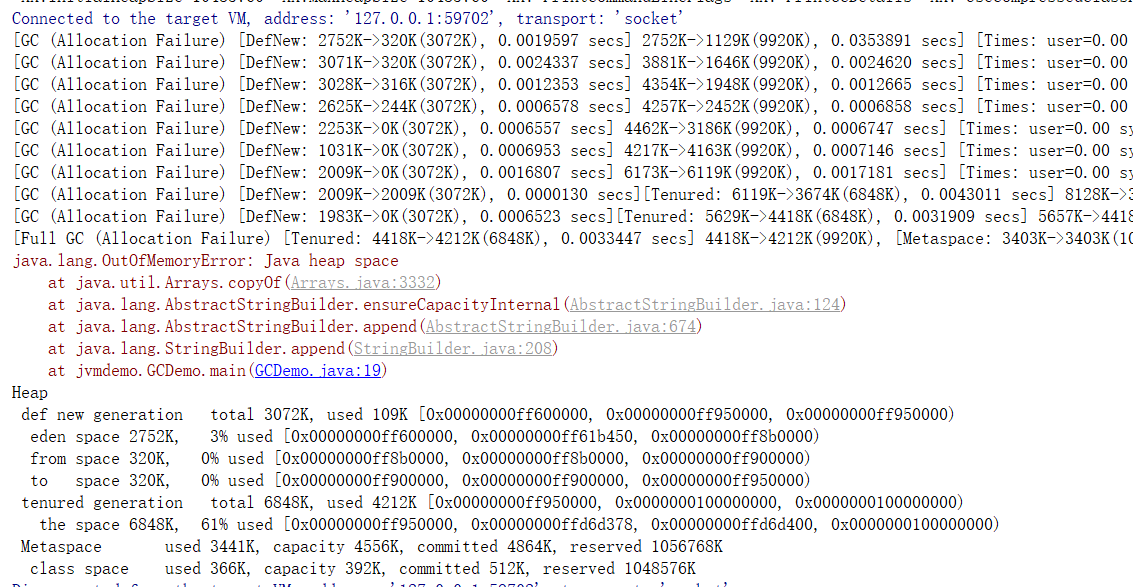 Connected to the target VM, address: '127.0.0.1:59702', transport: 'socket'
[GC (Allocation Failure) [DefNew: 2752K->320K(3072K), 0.0019597 secs] 2752K->1129K(9920K), 0.0353891 secs] [Times: user=0.00
[GC (Allocation Failure) [DefNew: 3071K->320K(3072K), 0.0024337 secs] 3881K->1646K(9920K), 0.0024620 secs] [Times: user=0.00
[GC (Allocation Failure) [DefNew: 3028K->316K(3072K), 0.0012353 secs] 4354K->1948K(9920K), 0.0012665 secs] [Times: user=0.00
[GC (Allocation Failure) [DefNew: 2625K->244K(3072K), 0.0006578 secs] 4257K->2452K(9920K), 0.0006858 secs] [Times: user=0.00
[GC (Allocation Failure) [DefNew: 2253K->0K(3072K), 0.0006557 secs] 4462K->3186K(9920K), 0.0006747 secs] [Times: user=0.00 sy
[GC (Allocation Failure) [DefNew: 1031K->0K(3072K), 0.0006953 secs] 4217K->4163K(9920K), 0.0007146 secs] [Times: user=0.00 sy
[GC (Allocation Failure) [DefNew: 2009K->0K(3072K), 0.0016807 secs] 6173K->6119K(9920K), 0.0017181 secs] [Times: user=0.00 sy
[GC (Allocation Failure) [DefNew: 2009K->2009K(3072K), 0.0000130 secs][Tenured: 6119K->3674K(6848K), 0.0043011 secs] 8128K->3
[GC (Allocation Failure) [DefNew: 1983K->0K(3072K), 0.0006523 secs][Tenured: 5629K->4418K(6848K), 0.0031909 secs] 5657K->4418
[Full GC (Allocation Failure) [Tenured: 4418K->4212K(6848K), 0.0033447 secs] 4418K->4212K(9920K), [Metaspace: 3403K->3403K(10
java.lang.OutOfMemoryError: Java heap space
at java.util.Arrays.copyOf(Arrays.java:3332)
at java.lang.AbstractStringBuilder.ensureCapacityInternal(AbstractStringBuilder.java:124)
at java.lang.AbstractStringBuilder.append(AbstractStringBuilder.java:674)
at java.lang.StringBuilder.append(StringBuilder.java:208)
at jvmdemo.GCDemo.main(GCDemo.java:19)
Heap
def new generation total 3072K, used 109K [0x00000000ff600000, 0x00000000ff950000, 0x00000000ff950000)
eden space 2752K, 3% used [0x00000000ff600000, 0x00000000ff61b450, 0x00000000ff8b0000)
from space 320K, 0% used [0x00000000ff8b0000, 0x00000000ff8b0000, 0x00000000ff900000)
to space 320K, 0% used [0x00000000ff900000, 0x00000000ff900000, 0x00000000ff950000)
tenured generation total 6848K, used 4212K [0x00000000ff950000, 0x0000000100000000, 0x0000000100000000)
the space 6848K, 61% used [0x00000000ff950000, 0x00000000ffd6d378, 0x00000000ffd6d400, 0x0000000100000000)
Metaspace used 3441K, capacity 4556K, committed 4864K, reserved 1056768K
class space used 366K, capacity 392K, committed 512K, reserved 1048576K